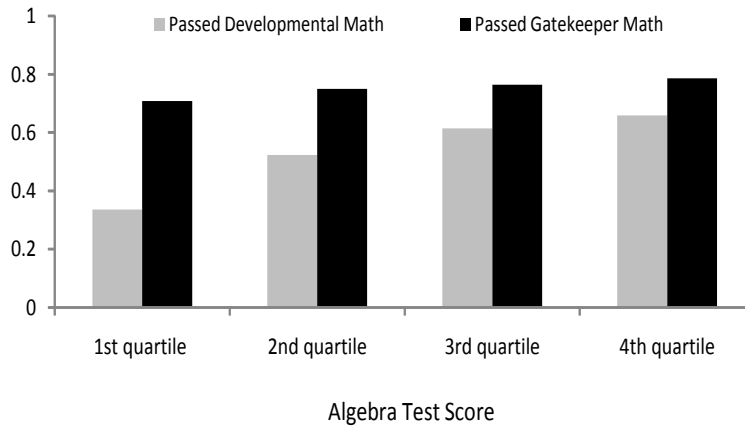 Passed Developmental Math Passed Gatekeeper Math
1
0.8
0.6
0.4
0.2
0
1st quartile 2nd quartile 3rd quartile 4th quartile
Algebra Test Score